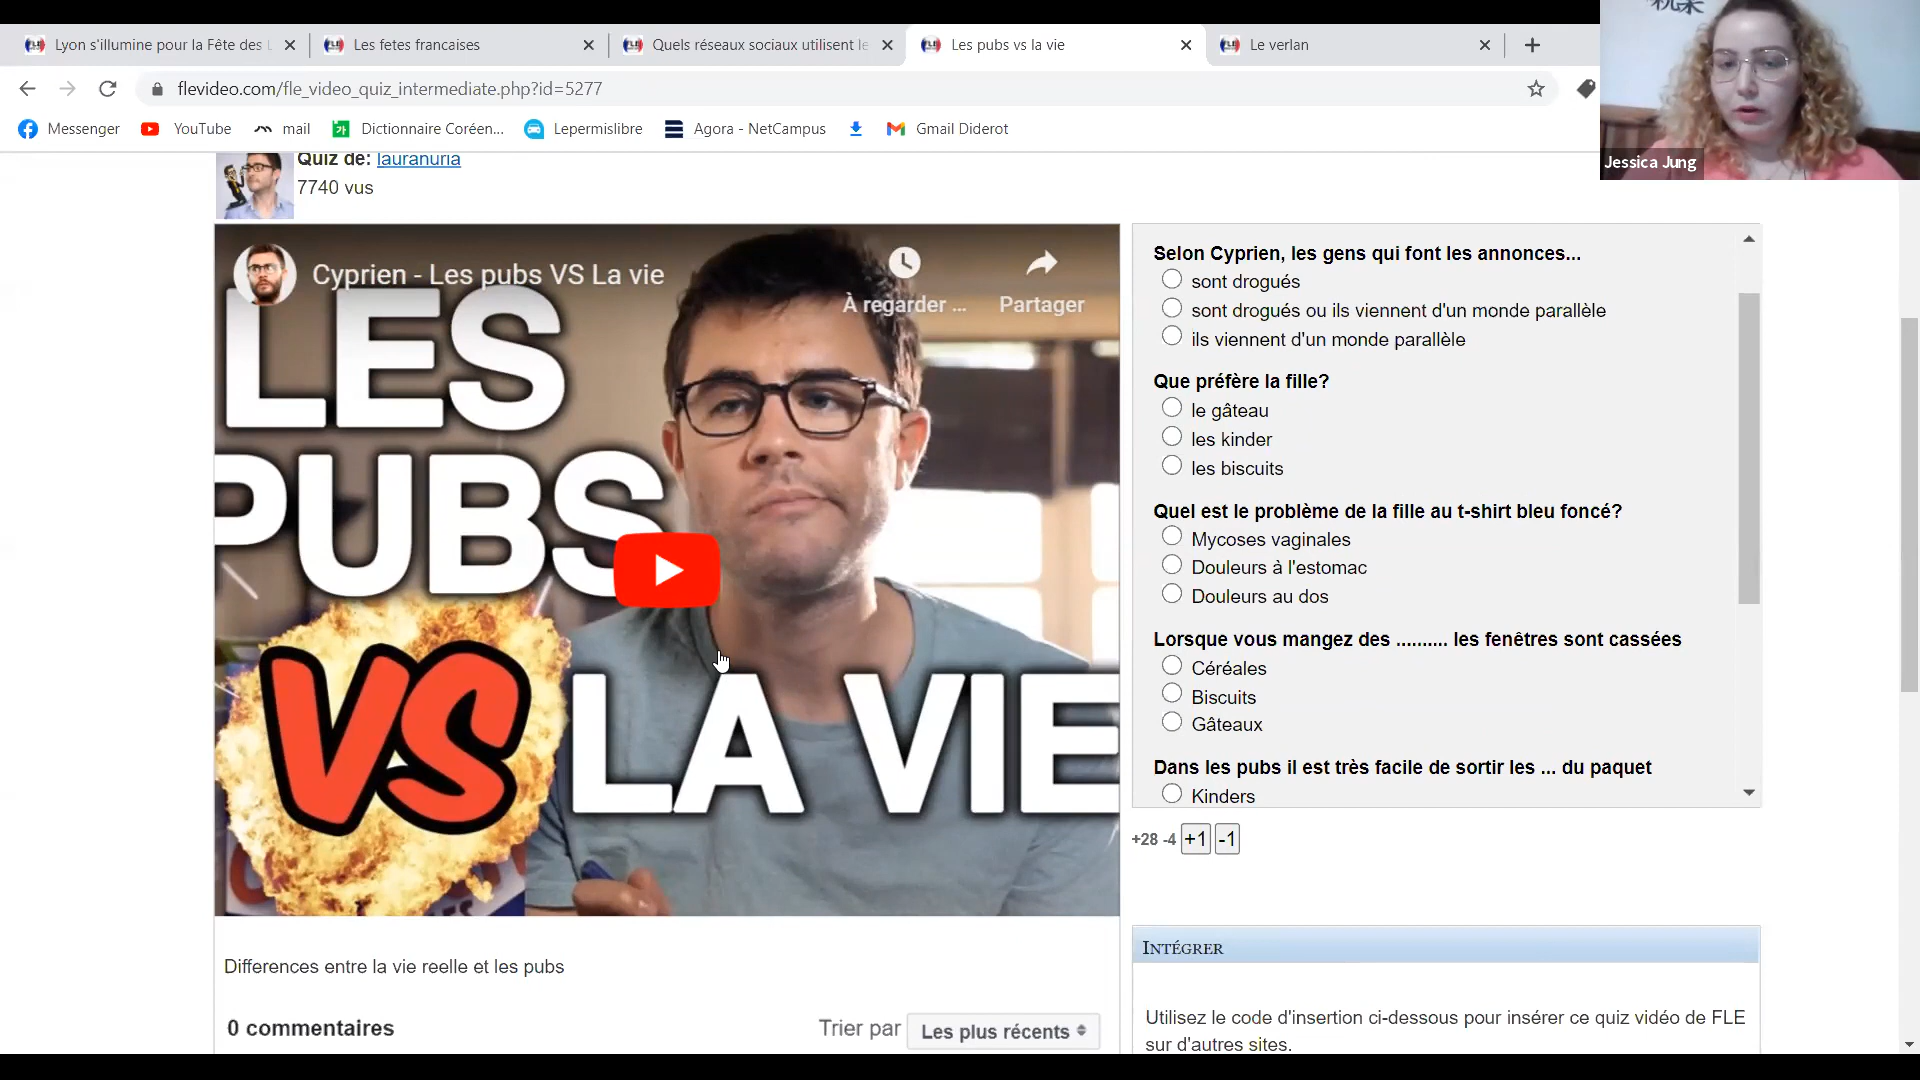 Lyon s'illumine pour la Fête des L
Les fetes francaises
Quels réseaux sociaux utilisent le
Les pubs vs la vie
Le verlan
flevideo.com/fle_video_quiz_intermediate.php?id=5277
Messenger
YouTube
mail
Dictionnaire Coréen...
Lepermislibre
Agora - NetCampus
Gmail Diderot
Jessica Jung
Quiz de: lauranuria
7740 vus
Cyprien - Les pubs VS La vie
À regarder ...
Partager
LES
PUBS
VS
LA VIE
Differences entre la vie reelle et les pubs
0 commentaires
Trier par
Les plus récents
Selon Cyprien, les gens qui font les annonces...
sont drogués
sont drogués ou ils viennent d'un monde parallèle
ils viennent d'un monde parallèle
Que préfère la fille?
le gâteau
les kinder
les biscuits
Quel est le problème de la fille au t-shirt bleu foncé?
Mycoses vaginales
Douleurs à l'estomac
Douleurs au dos
Lorsque vous mangez des .......... les fenêtres sont cassées
Céréales
Biscuits
Gâteaux
Dans les pubs il est très facile de sortir les ... du paquet
Kinders
+28 -4 +1 -1
Intégrer
Utilisez le code d'insertion ci-dessous pour insérer ce quiz vidéo de FLE
sur d'autres sites.